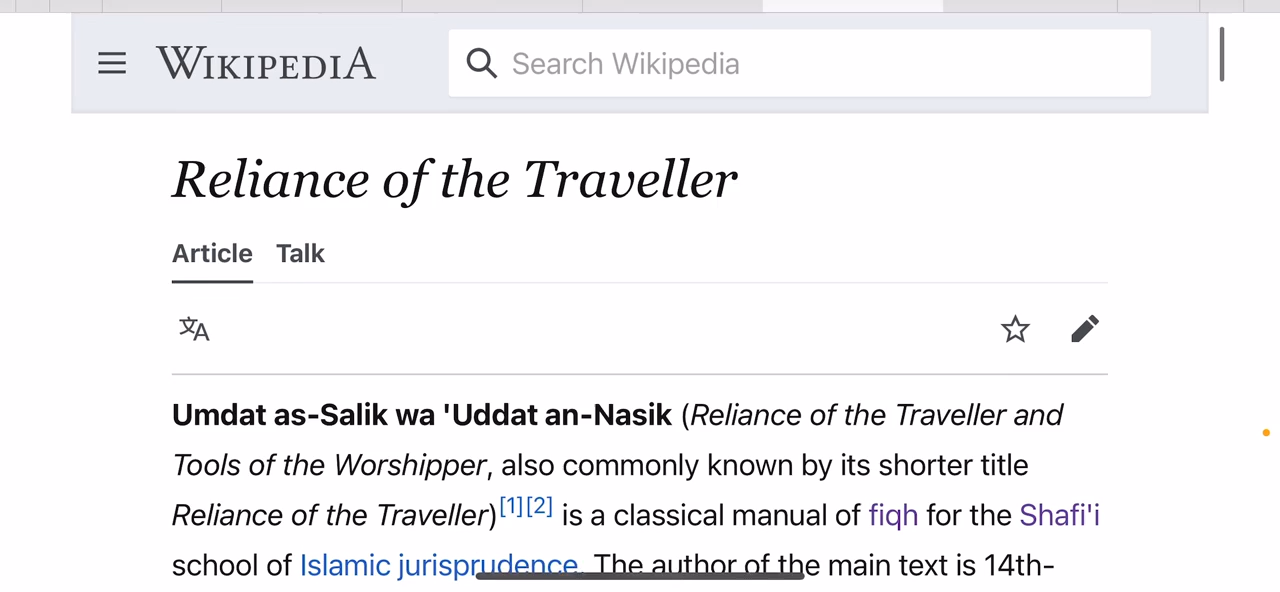 WIKIPEDIA
Search Wikipedia
Reliance of the Traveller
Article Talk
Umdat as-Salik wa 'Uddat an-Nasik (Reliance of the Traveller and
Tools of the Worshipper, also commonly known by its shorter title
Reliance of the Traveller)[1][2] is a classical manual of fiqh for the Shafi'i
school of Islamic jurisprudence. The author of the main text is 14th-